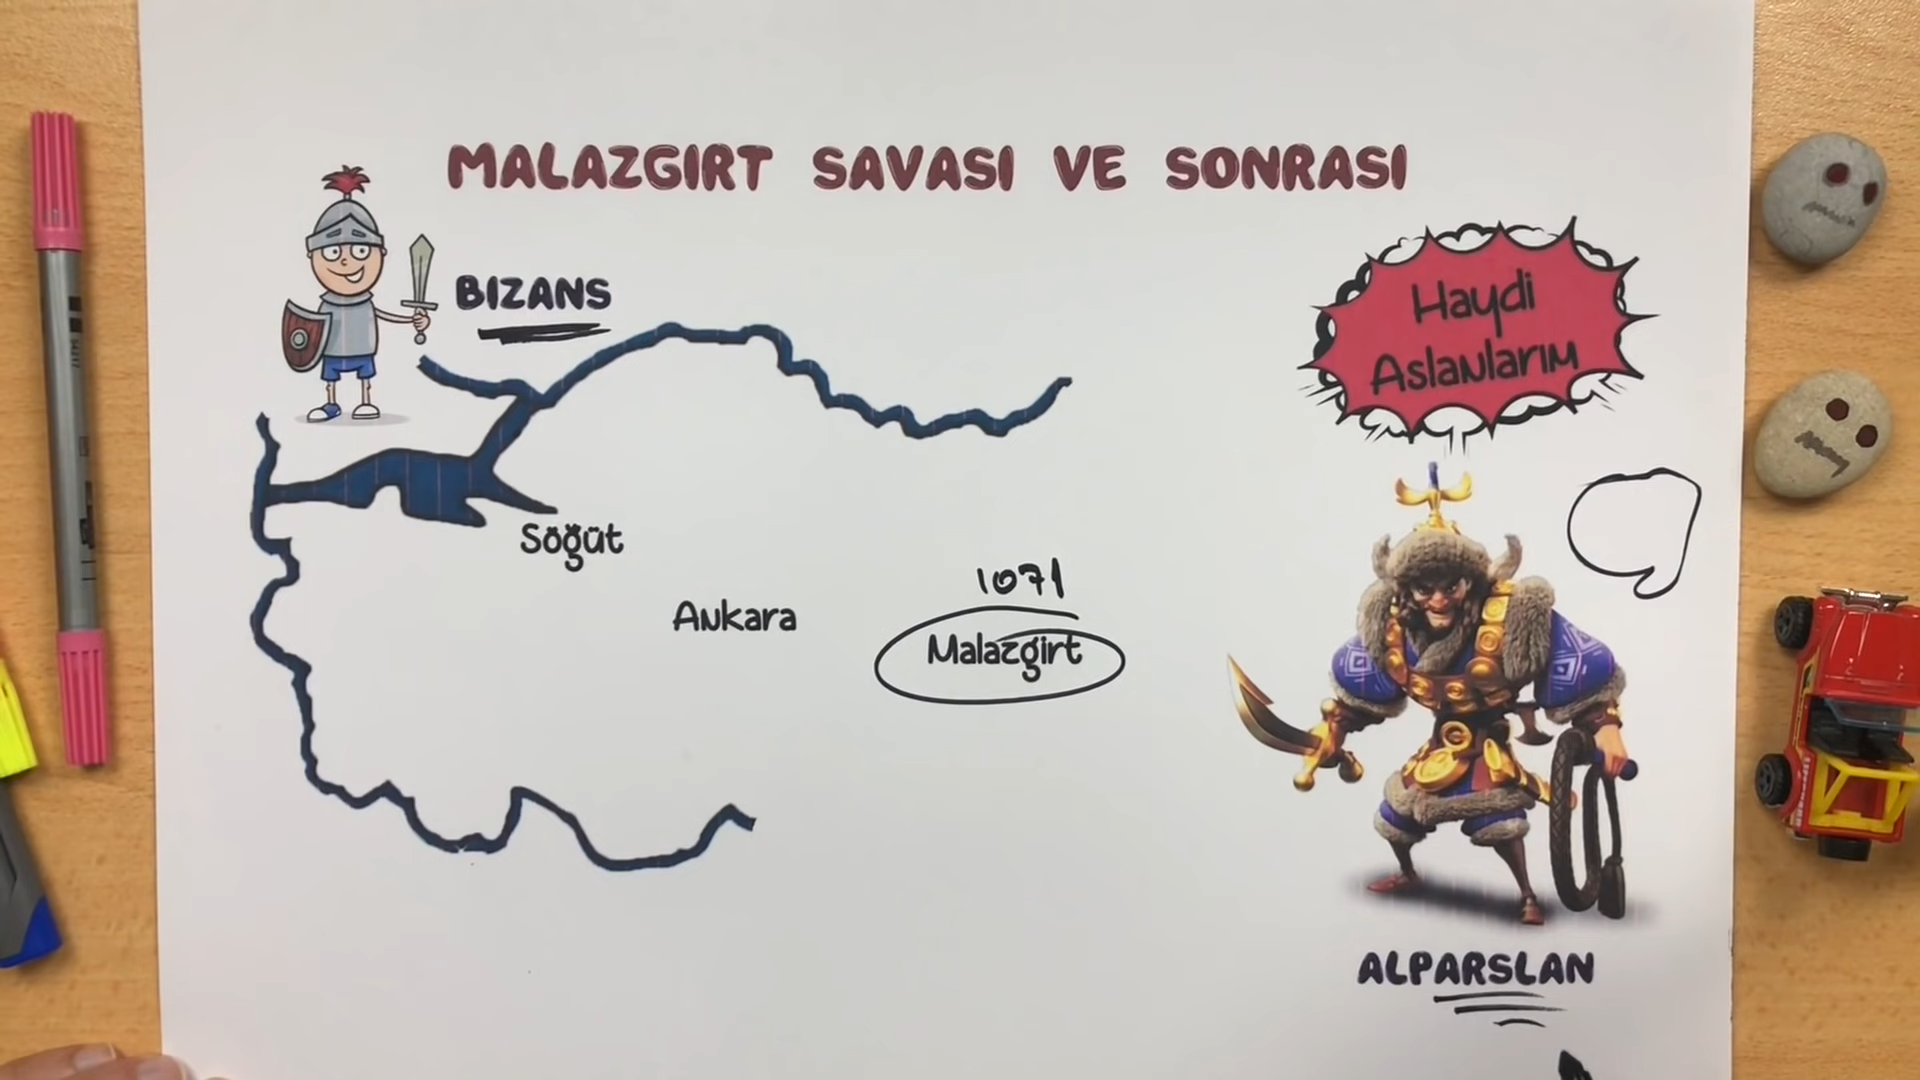 MALAZGIRT SAVASI VE SONRASI
BIZANS
Haydi
Aslanlarım
Söğüt
1071
Ankara
Malazgirt
ALPARSLAN